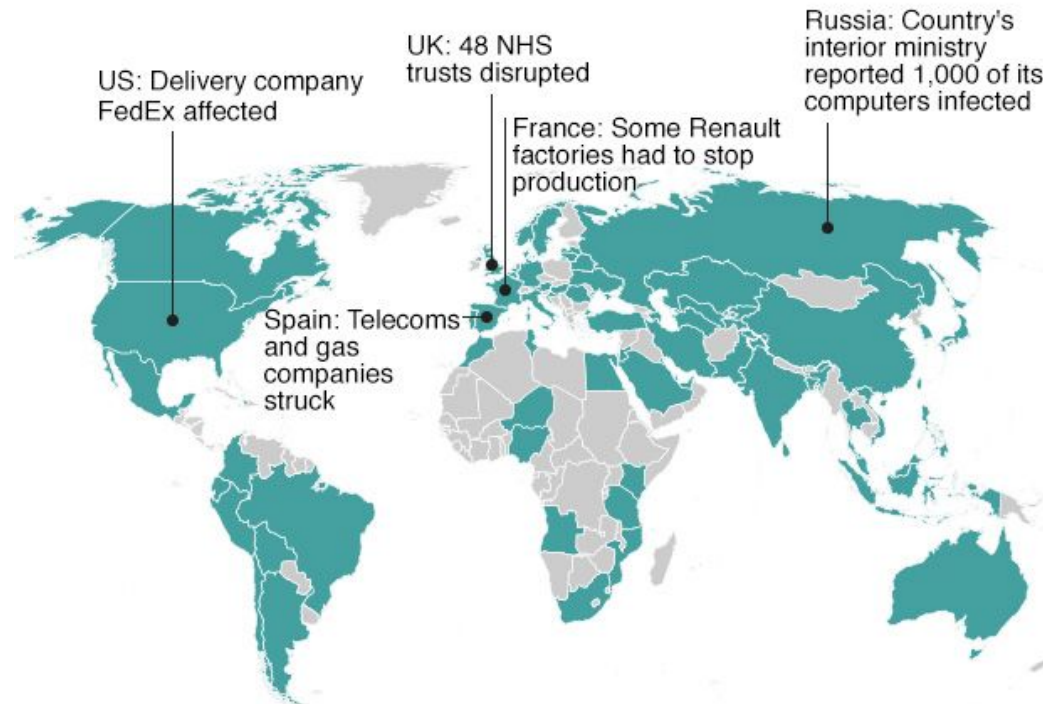 US: Delivery company
FedEx affected
UK: 48 NHS
trusts disrupted
Russia: Country's
interior ministry
reported 1,000 of its
computers infected
France: Some Renault
factories had to stop
production
Spain: Telecoms
and gas
companies
struck